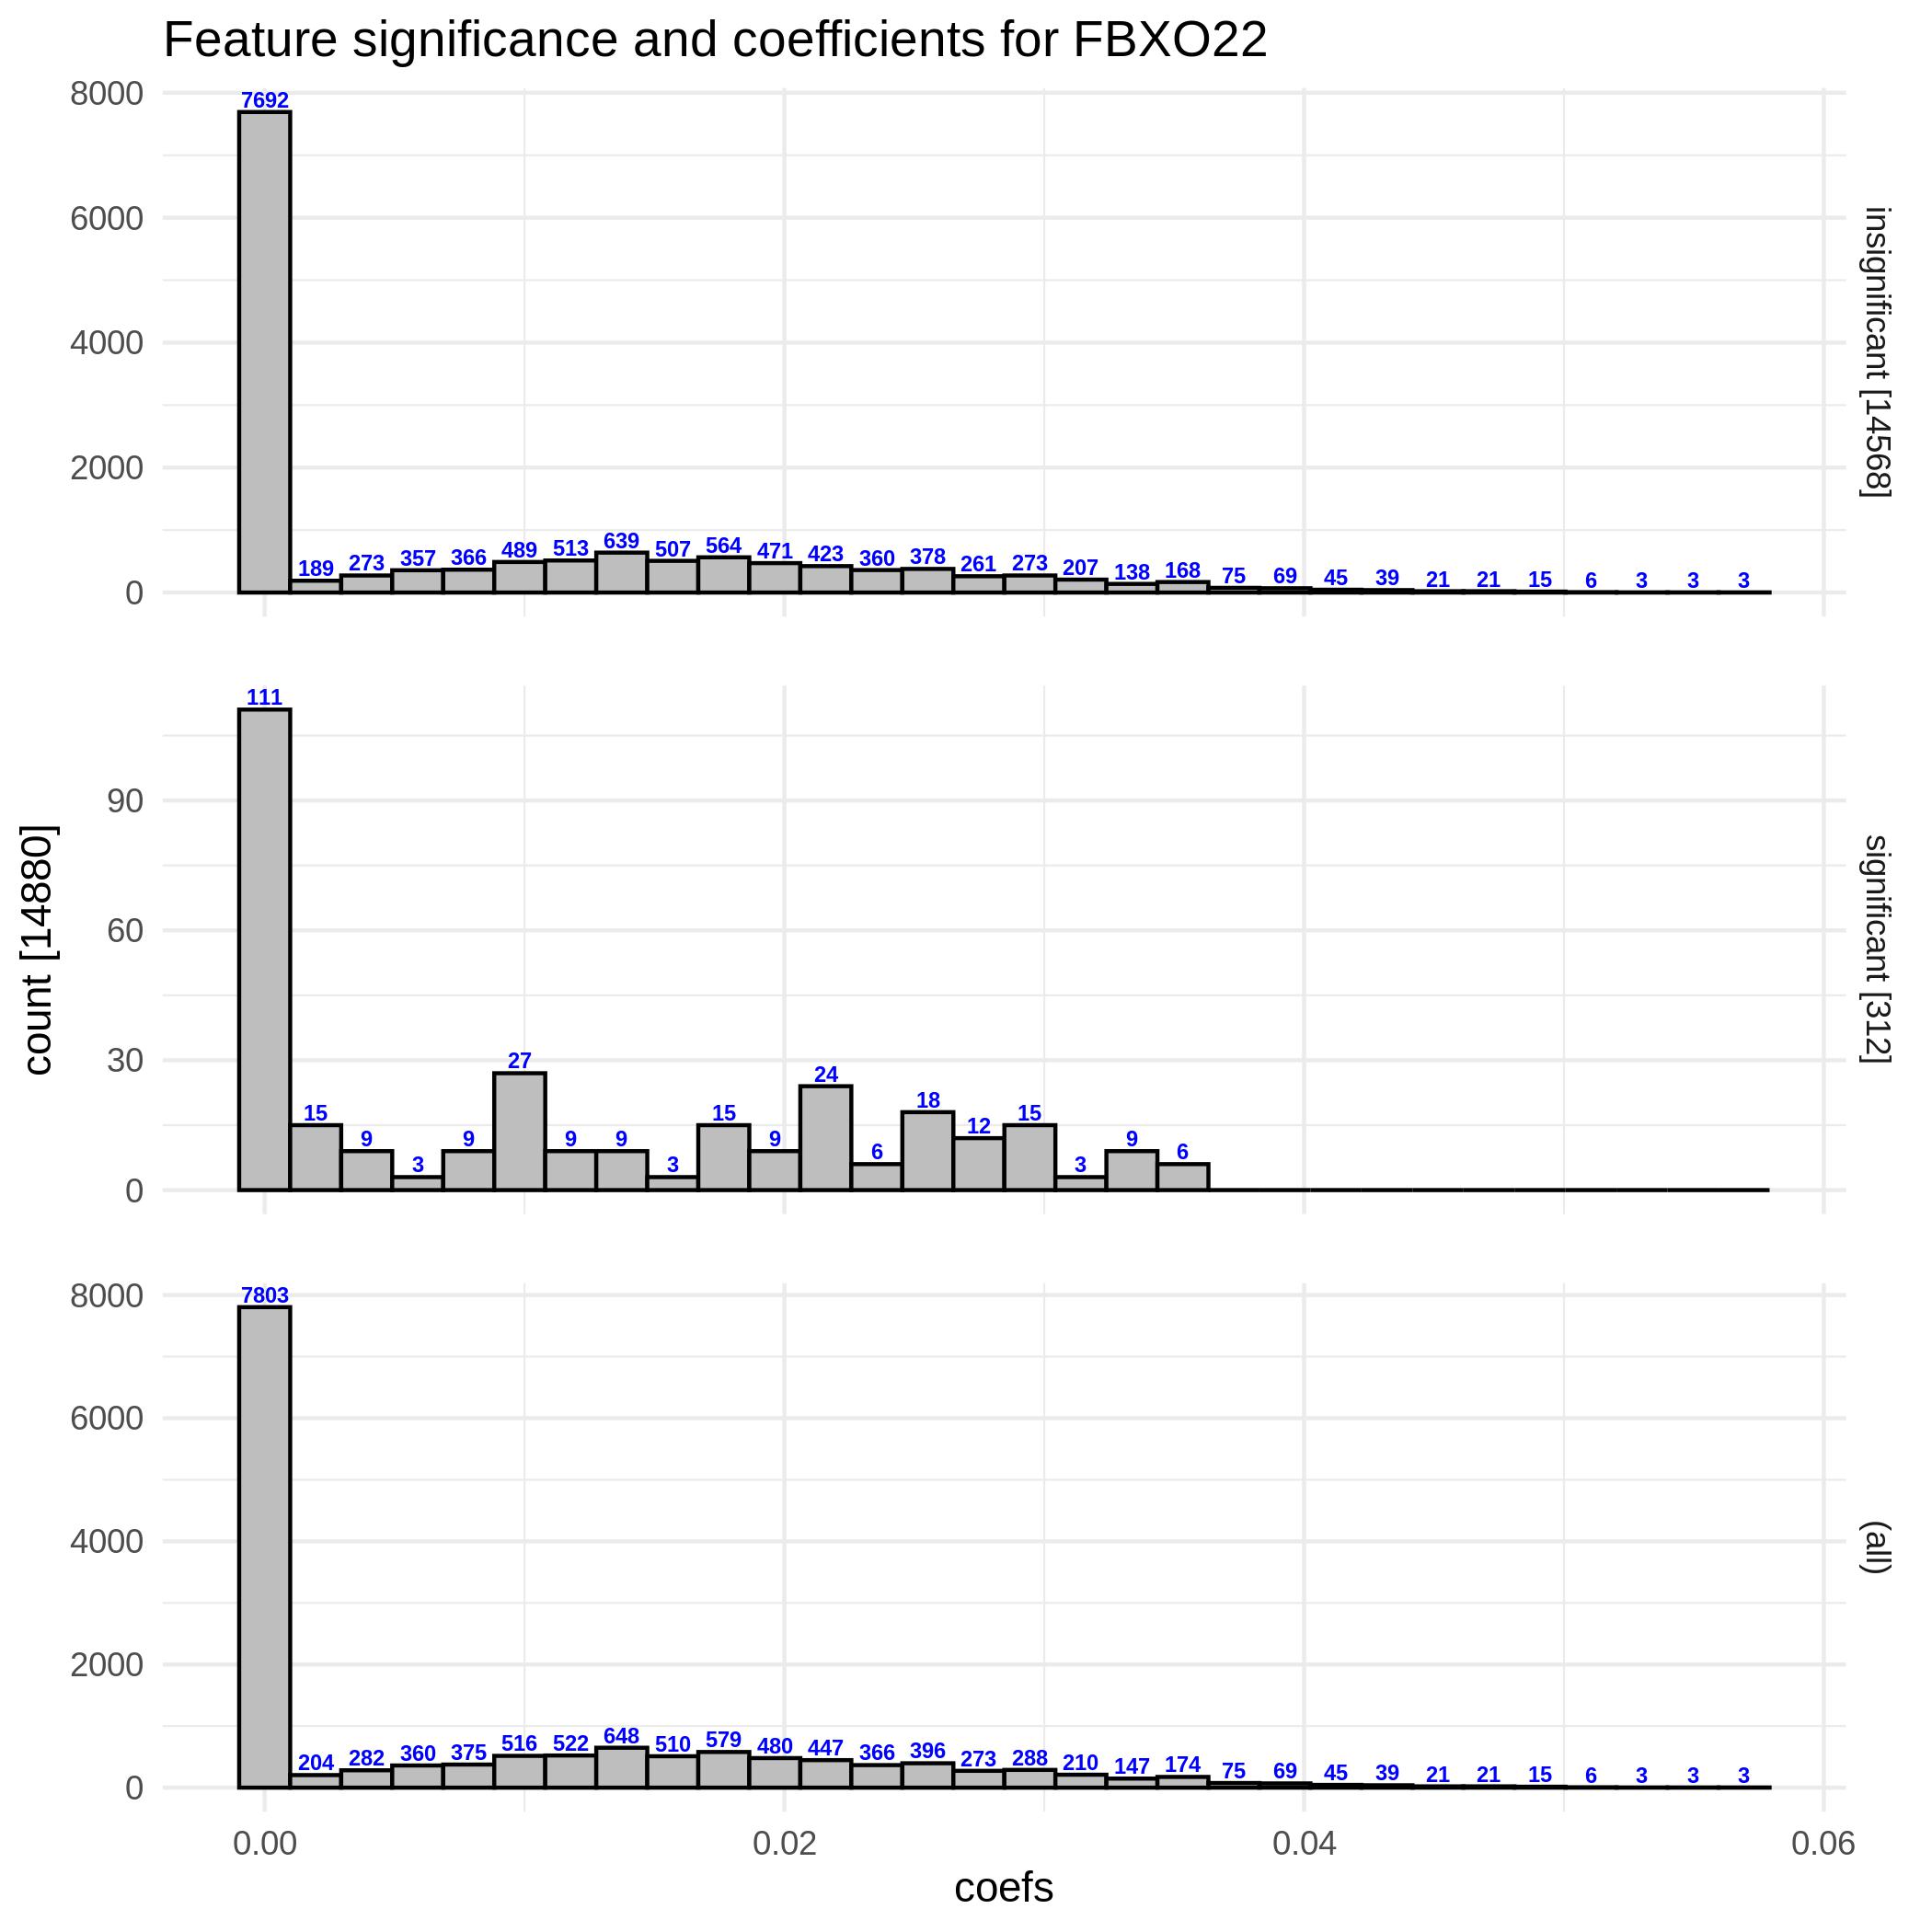 Feature significance and coefficients for FBXO22
8000
6000
4000
2000
0
7692
189 273 357 366 489 513 639 507 564 471 423 360 378 261 273 207 138 168 75 69 45 39 21 21 15 6 3 3 3
insignificant [14568]
count [14880]
90
60
30
0
111
15 9 3 9 27 9 9 3 15 9 24 6 18 12 15 3 9 6
significant [312]
8000
6000
4000
2000
0
7803
204 282 360 375 516 522 648 510 579 480 447 366 396 273 288 210 147 174 75 69 45 39 21 21 15 6 3 3 3
(all)
0.00 0.02 0.04 0.06
coefs